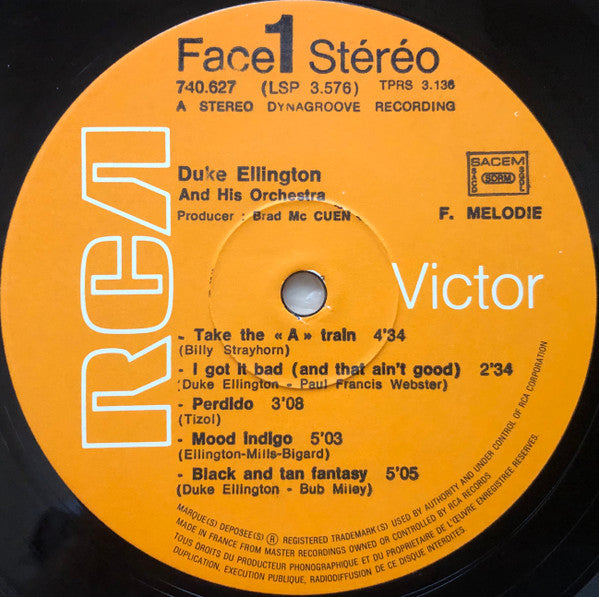 Face 1 Stéréo
740.627 (LSP 3.576) TPRS 3.136
A STEREO DYNAGROOVE RECORDING
RCA
Duke Ellington
And His Orchestra
Producer : Brad Mc CUEN
SACEM
SACD SDRM SGDL
F. MELODIE
Victor
- Take the « A » train 4'34
(Billy Strayhorn)
- I got it bad (and that ain't good) 2'34
(Duke Ellington - Paul Francis Webster)
- Perdido 3'08
(Tizol)
- Mood Indigo 5'03
(Ellington-Mills-Bigard)
- Black and tan fantasy 5'05
(Duke Ellington - Bub Miley)
MARQUE(S) DEPOSEE(S) ® REGISTERED TRADEMARK(S) USED BY AUTHORITY AND UNDER CONTROL OF RCA CORPORATION
MADE IN FRANCE FROM MASTER RECORDINGS OWNED OR CONTROLLED BY RCA RECORDS
TOUS DROITS DU PRODUCTEUR PHONOGRAPHIQUE ET DU PROPRIETAIRE DE L'ŒUVRE ENREGISTREE RESERVES.
DUPLICATION, EXECUTION PUBLIQUE, RADIODIFFUSION DE CE DISQUE INTERDITES.